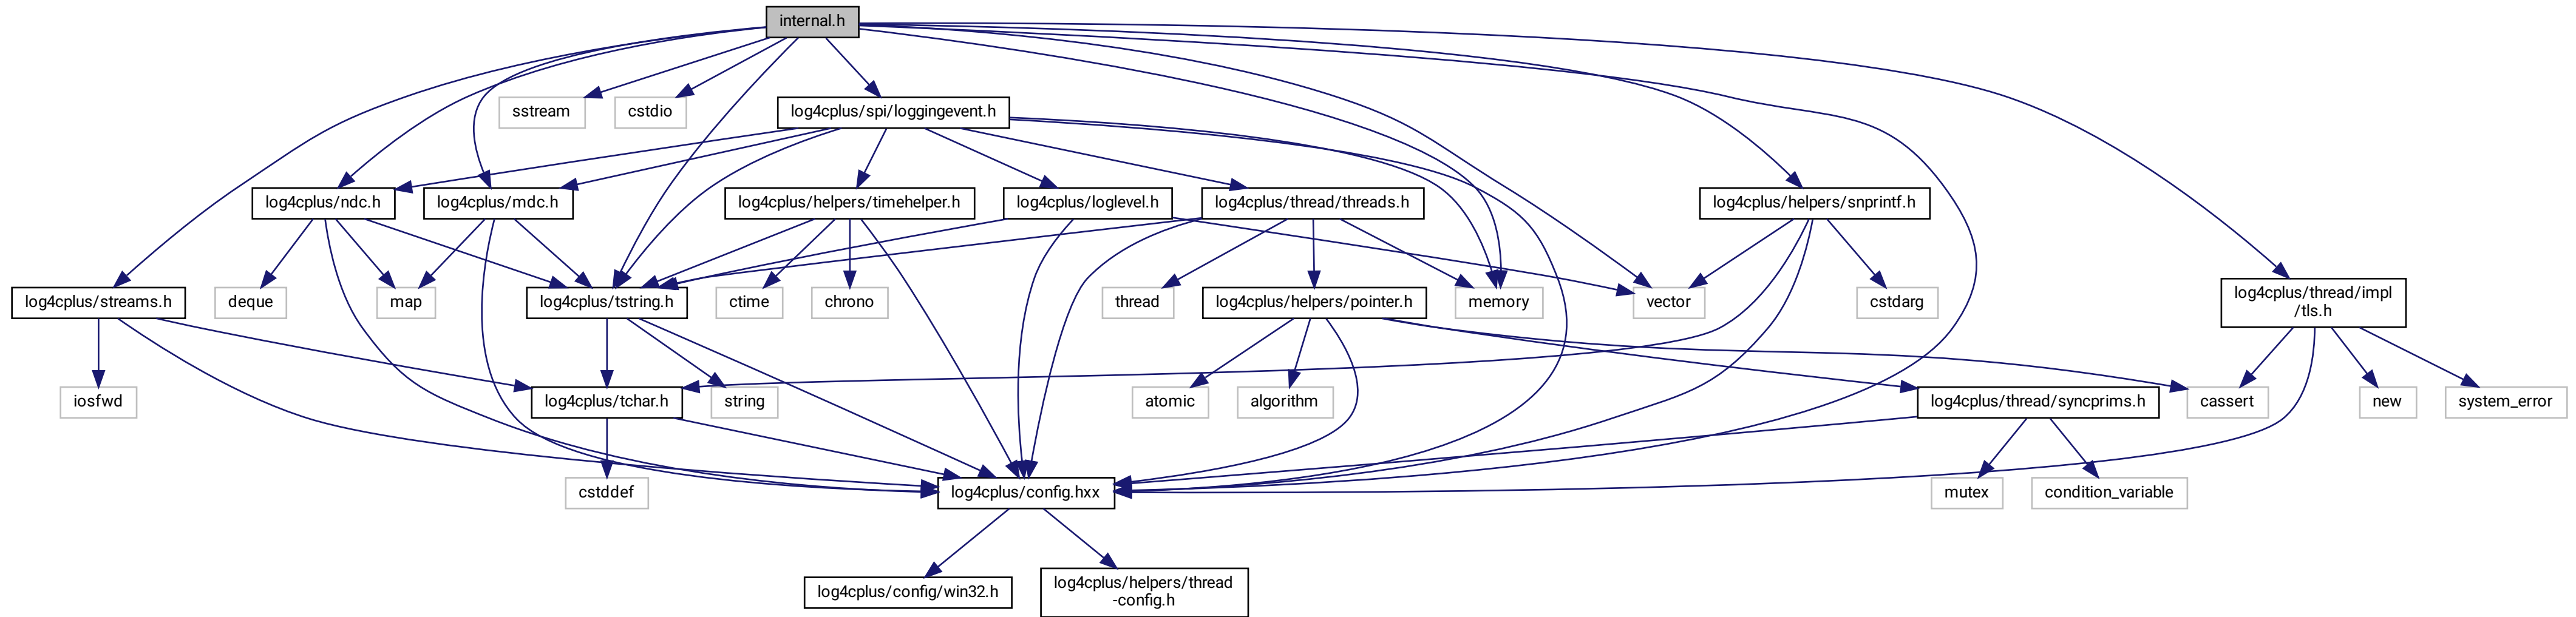 internal.h
sstream
cstdio
log4cplus/spi/loggingevent.h
log4cplus/ndc.h
log4cplus/mdc.h
log4cplus/helpers/timehelper.h
log4cplus/loglevel.h
log4cplus/thread/threads.h
log4cplus/helpers/snprintf.h
log4cplus/streams.h
deque
map
log4cplus/tstring.h
ctime
chrono
thread
log4cplus/helpers/pointer.h
memory
vector
cstdarg
log4cplus/thread/impl
/tls.h
iosfwd
log4cplus/tchar.h
string
atomic
algorithm
log4cplus/thread/syncprims.h
cassert
new
system_error
cstddef
log4cplus/config.hxx
mutex
condition_variable
log4cplus/config/win32.h
log4cplus/helpers/thread
-config.h